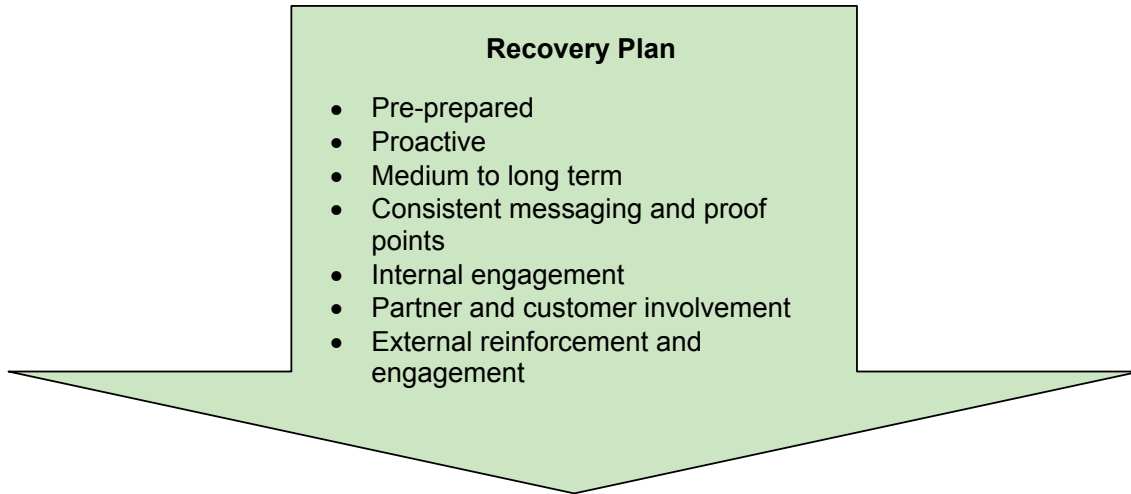 Recovery Plan
• Pre-prepared
• Proactive
• Medium to long term
• Consistent messaging and proof
points
• Internal engagement
• Partner and customer involvement
• External reinforcement and
engagement